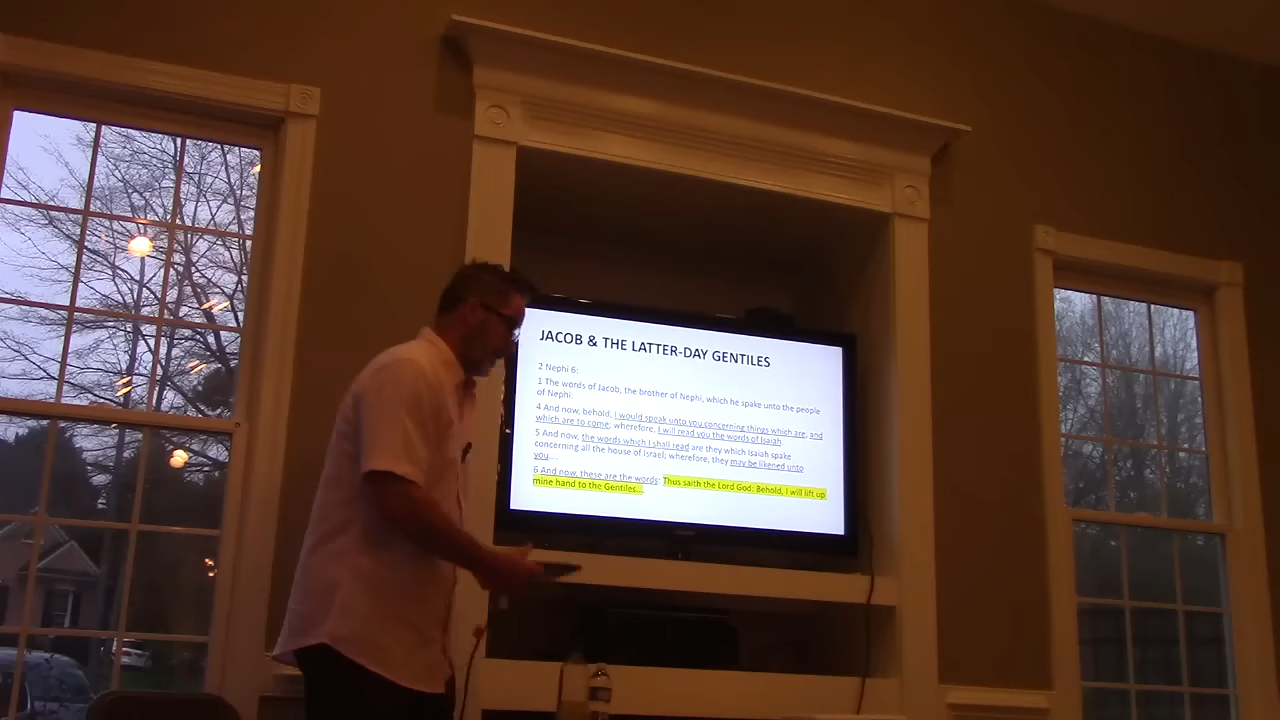 JACOB & THE LATTER-DAY GENTILES
2 Nephi 6:
1 The words of Jacob, the brother of Nephi, which he spake unto the people
of Nephi:
4 And now, behold, I would speak unto you concerning things which are, and
which are to come; wherefore, I will read you the words of Isaiah.
5 And now, the words which I shall read are they which Isaiah spake
concerning all the house of Israel; wherefore, they may be likened unto
you....
6 And now, these are the words: Thus saith the Lord God: Behold, I will lift up
mine hand to the Gentiles...